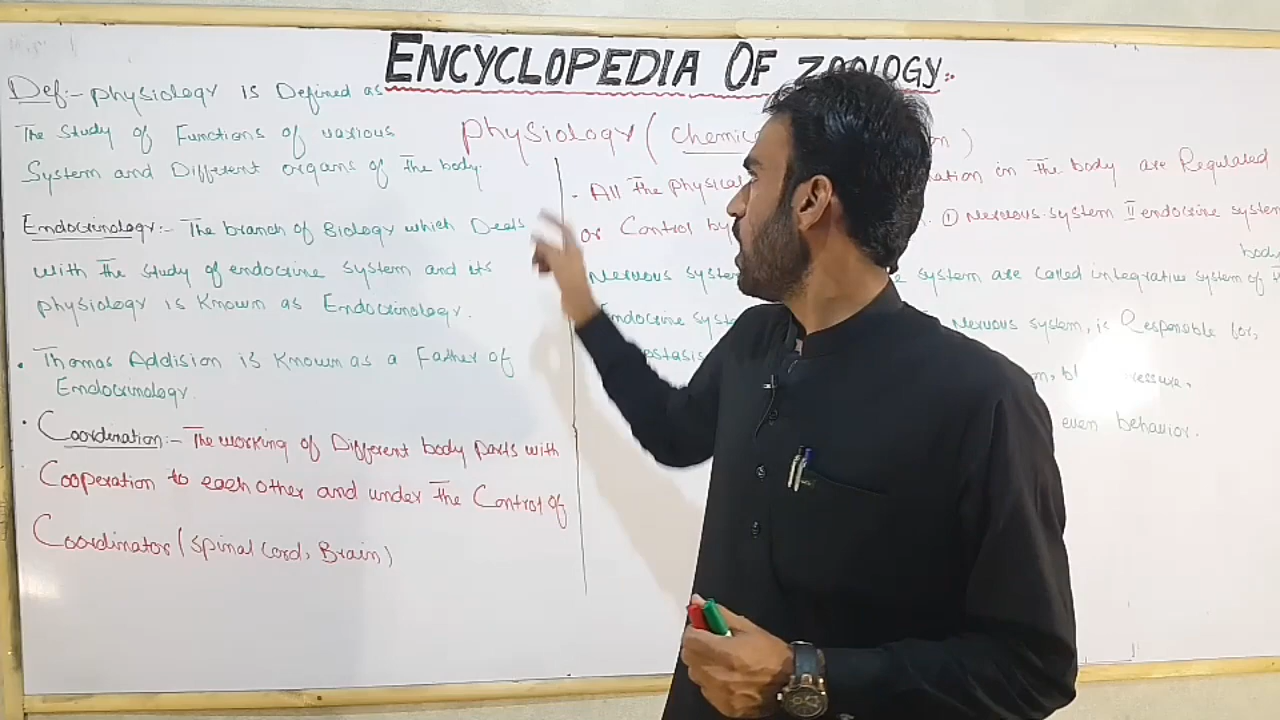 ENCYCLOPEDIA OF ZOOLOGY:-
Physiology ( Chemic
Def:- Physiology is Defined as
The Study of Functions of various
System and Different organs of the body.
Endocrinology:- The branch of Biology which Deals
with the study of endocrine system and its
physiology is Known as Endocrinology.
• Thomas Addision is Known as a Father of
Endocrinology.
• Coordination:- The working of Different body parts with
Cooperation to each other and under the Control of
Coordinator (Spinal Cord, Brain)
• All the physical in the body are Regulated
or Control by ① Nervous system II endocrine system
Nervous syste system are called integrative system of body
Endocrine syst Nervous system, is Responsible for,
even behavior.